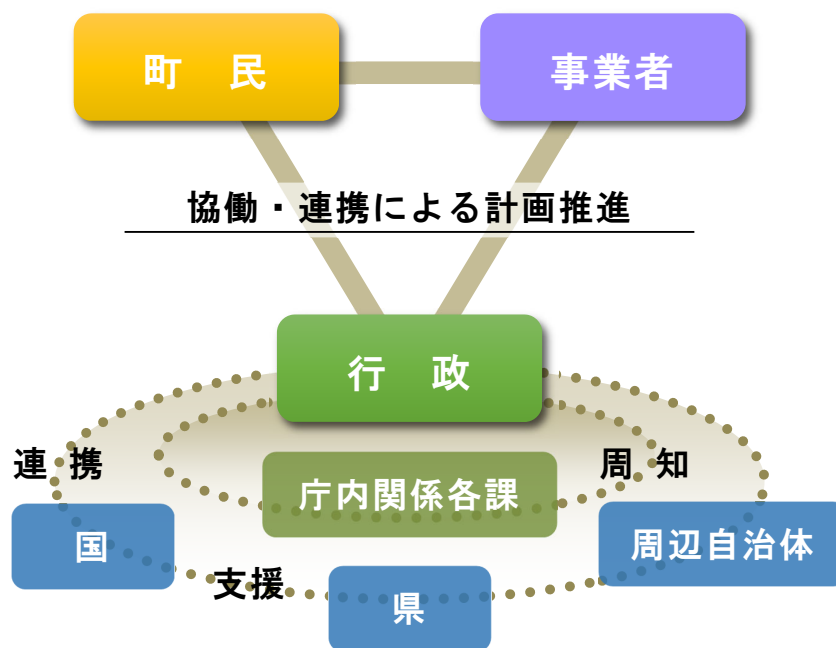 町　民
事業者
協働・連携による計画推進
行　政
連 携
周 知
庁内関係各課
国
周辺自治体
支援
県